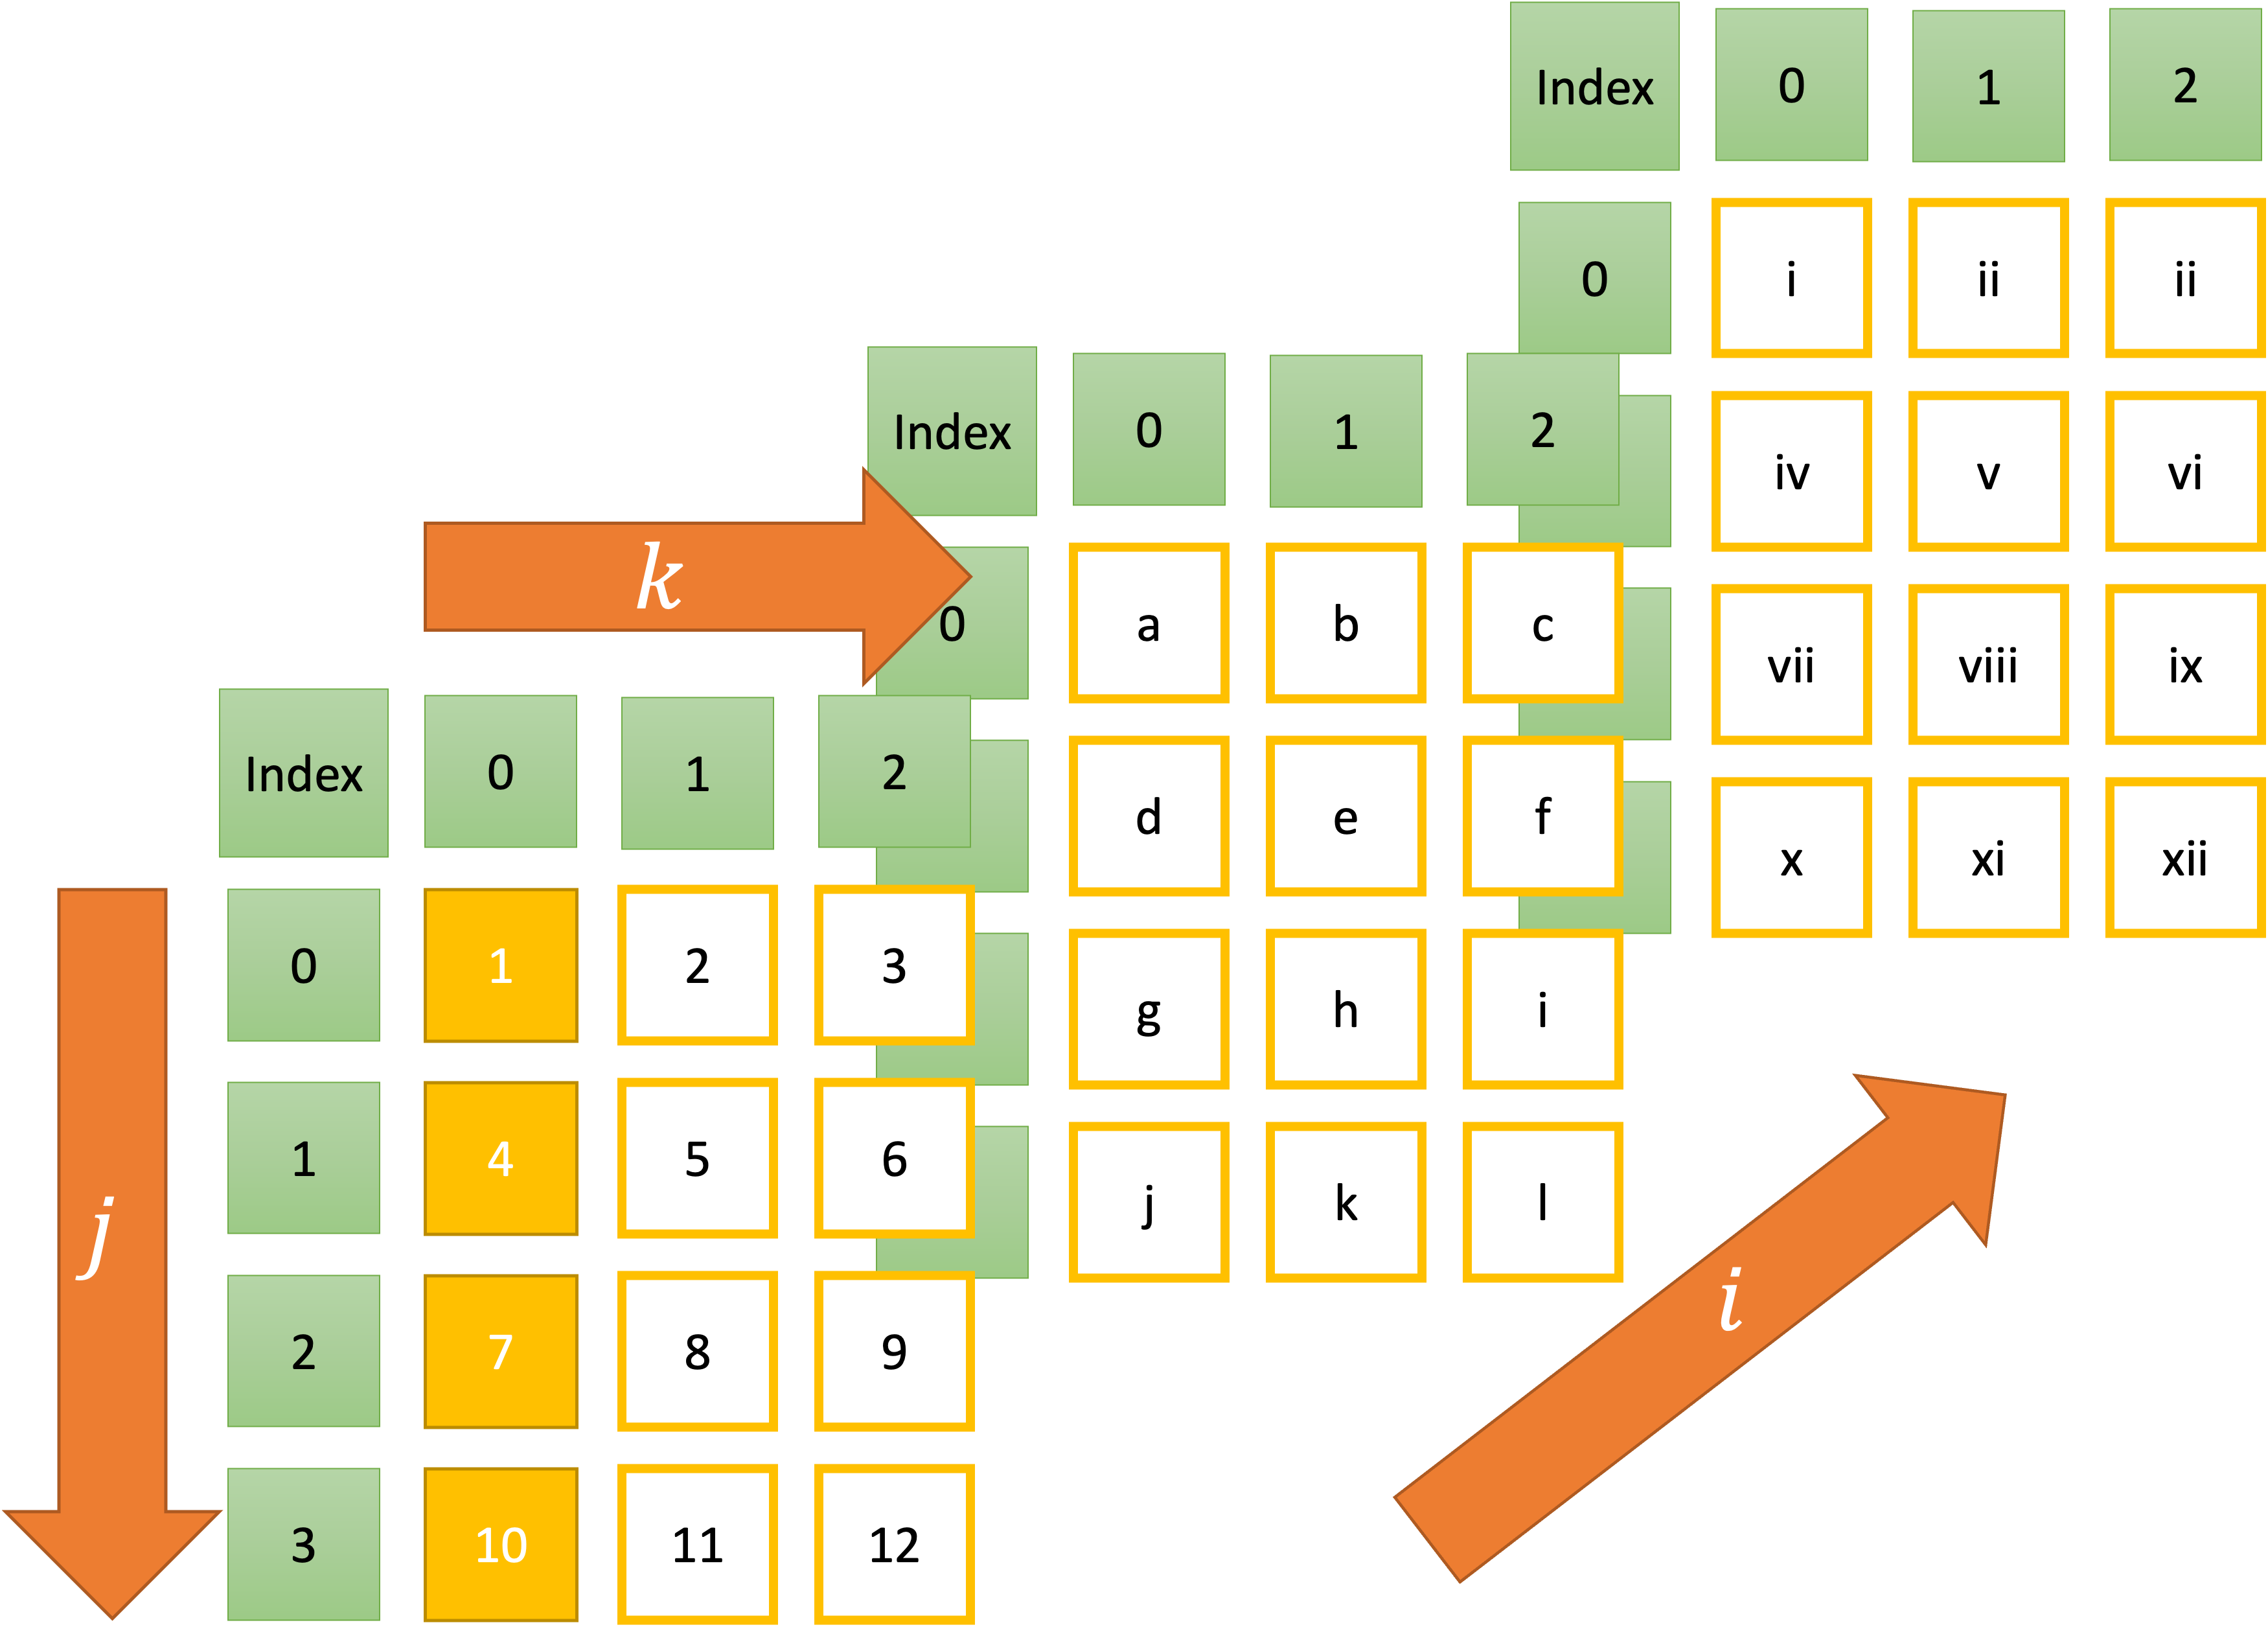 Index 0 1 2
0 i ii ii
iv v vi
vii viii ix
x xi xii
Index 0 1 2
0 a b c
d e f
g h i
j k l
k
Index 0 1 2
0 1 2 3
1 4 5 6
2 7 8 9
3 10 11 12
j
i